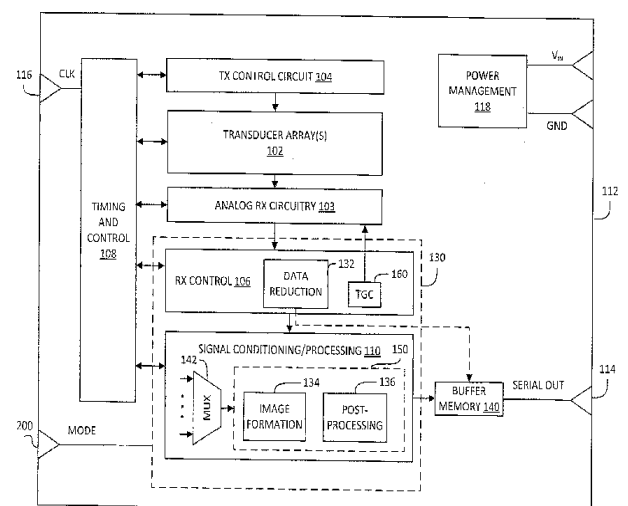 116
CLK
TX CONTROL CIRCUIT 104
TRANSDUCER ARRAY(S)
102
ANALOG RX CIRCUITRY 103
TIMING
AND
CONTROL
108
POWER
MANAGEMENT
118
VIN
GND
112
RX CONTROL 106
132
DATA
REDUCTION
160
TGC
130
SIGNAL CONDITIONING/PROCESSING 110
142
MUX
150
134
IMAGE
FORMATION
136
POST-
PROCESSING
BUFFER
MEMORY 140
SERIAL OUT
114
700
MODE